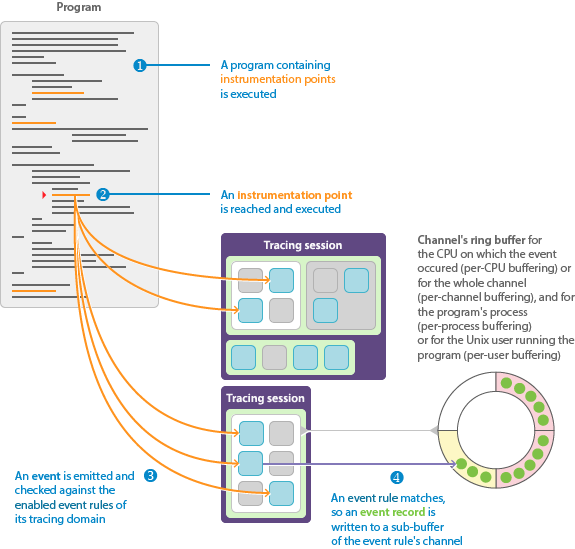 Program
1
A program containing
instrumentation points
is executed
2
An instrumentation point
is reached and executed
Tracing session
Channel's ring buffer for
the CPU on which the event
occured (per-CPU buffering) or
for the whole channel
(per-channel buffering), and for
the program's process
(per-process buffering)
or for the Unix user running the
program (per-user buffering)
Tracing session
An event is emitted and
checked against the
enabled event rules of
its tracing domain
3
4
An event rule matches,
so an event record is
written to a sub-buffer
of the event rule's channel